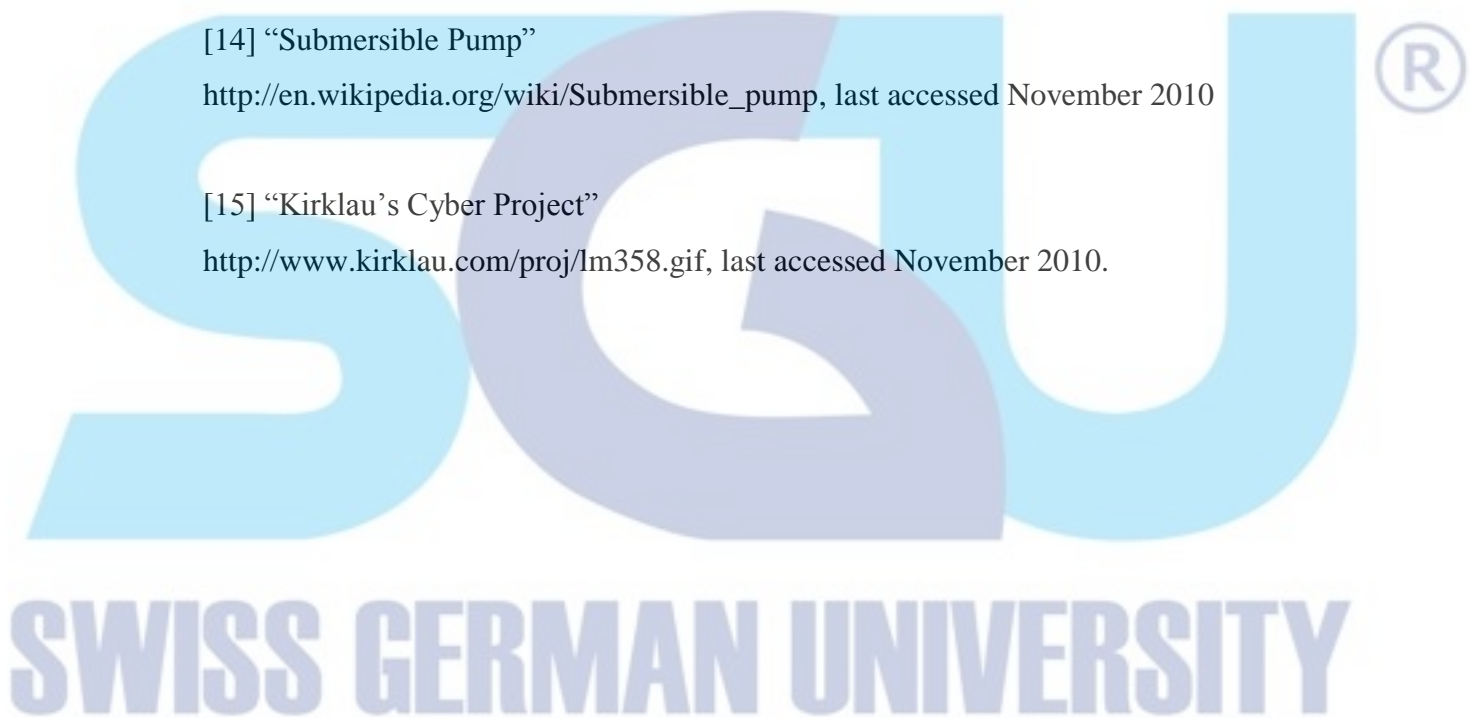 [14] “Submersible Pump”
http://en.wikipedia.org/wiki/Submersible_pump, last accessed November 2010
®
[15] “Kirklau’s Cyber Project”
http://www.kirklau.com/proj/lm358.gif, last accessed November 2010.
SGU
SWISS GERMAN UNIVERSITY